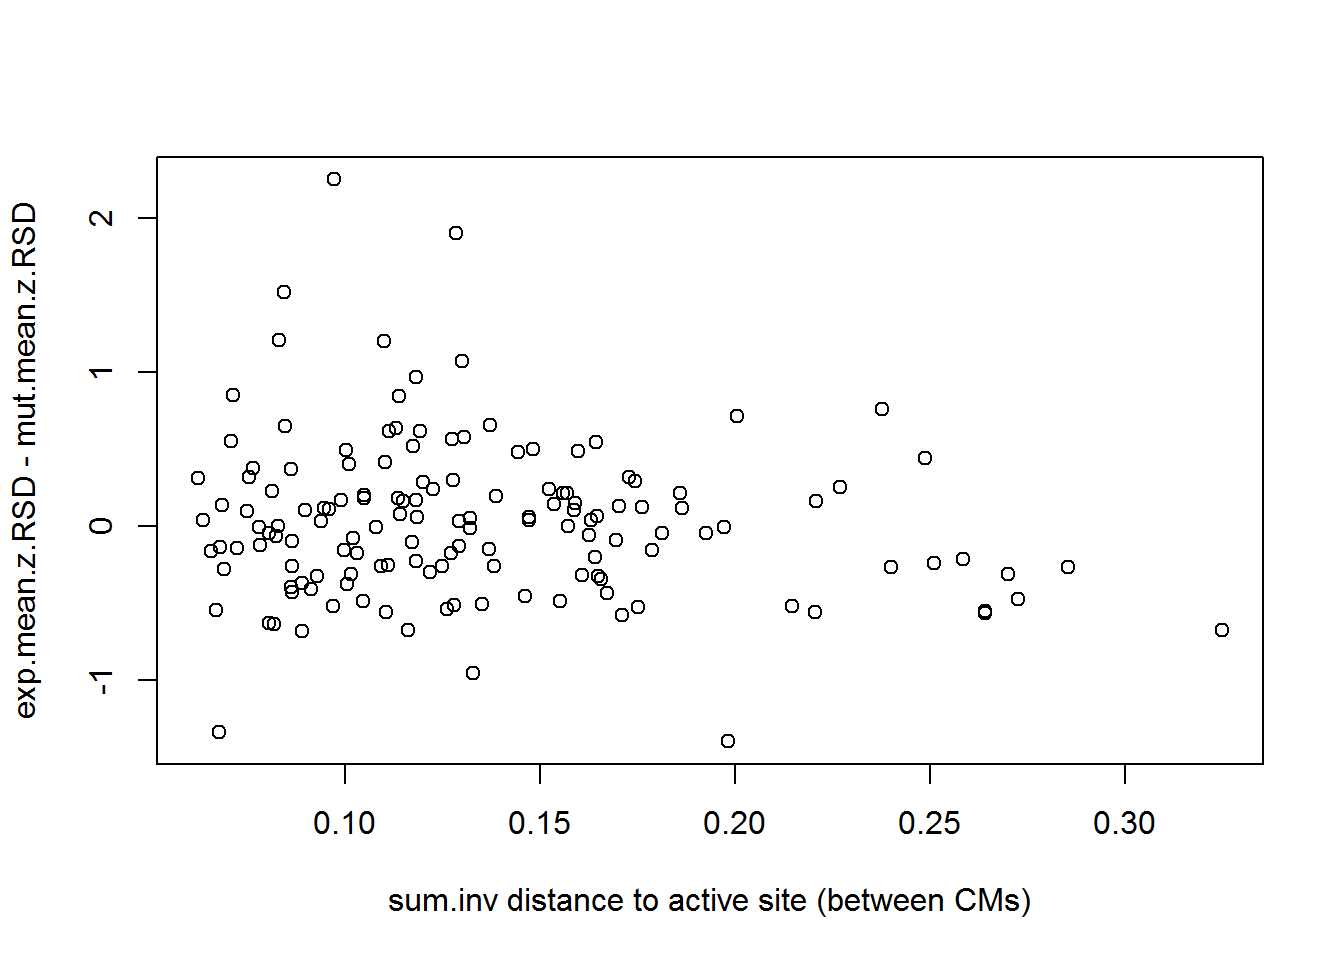 exp.mean.z.RSD - mut.mean.z.RSD
2
1
0
-1
0.10 0.15 0.20 0.25 0.30
sum.inv distance to active site (between CMs)